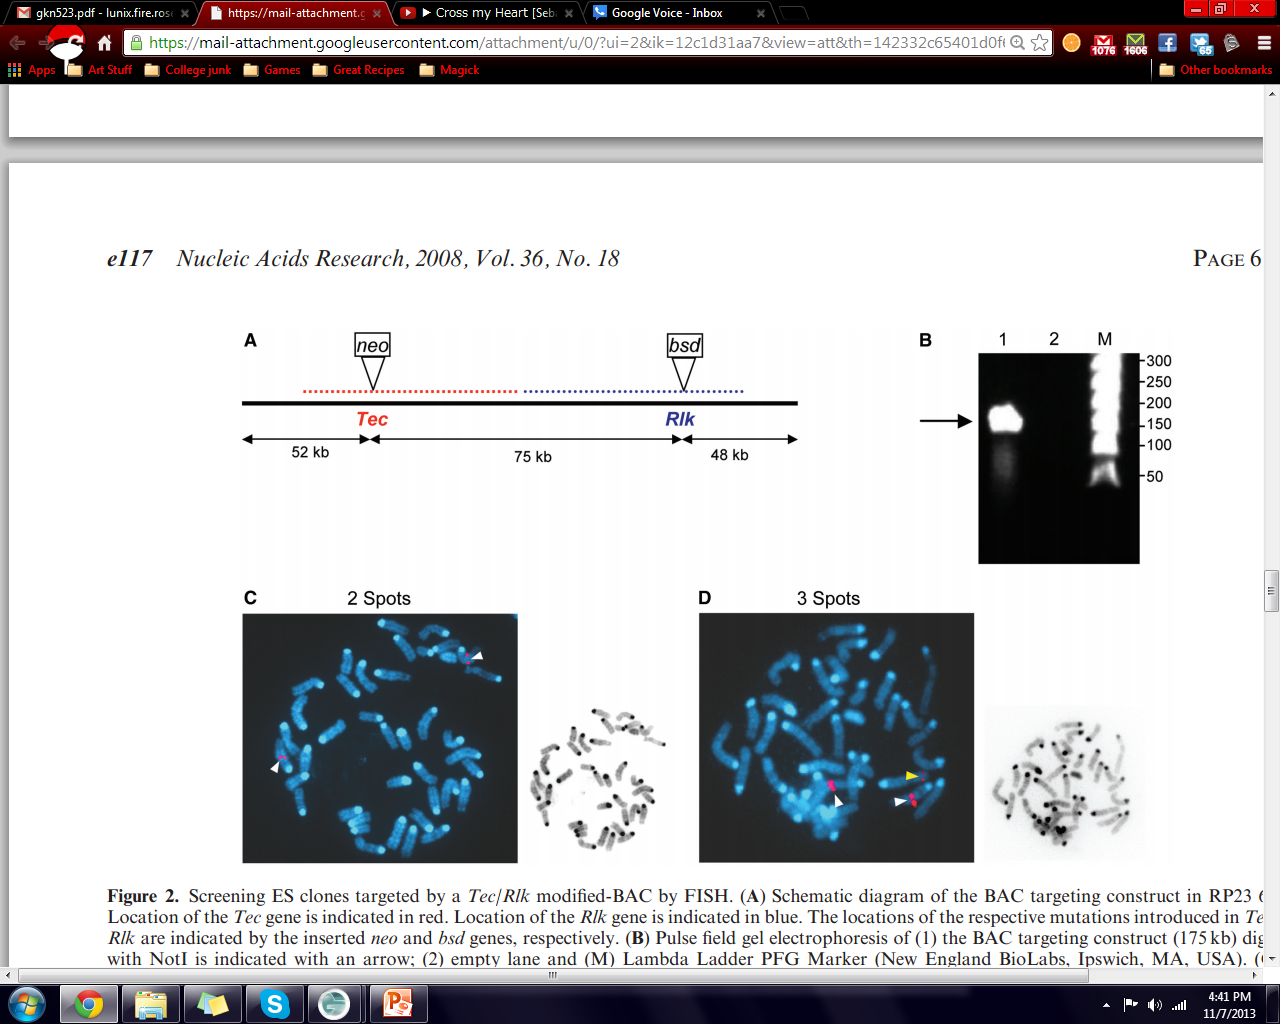 gkn523.pdf - lunix.fire.ros
https://mail-attachment.g
▶ Cross my Heart [Seb
Google Voice - Inbox
https://mail-attachment.googleusercontent.com/attachment/u/0/?ui=2&ik=12c1d31aa7&view=att&th=142332c65401d0f
1076
1606
65
Apps
Art Stuff
College junk
Games
Great Recipes
Magick
Other bookmarks
e117 Nucleic Acids Research, 2008, Vol. 36, No. 18
PAGE 6
A
neo
bsd
Tec
Rlk
52 kb
75 kb
48 kb
B
1 2 M
300
250
200
150
100
50
C 2 Spots
D 3 Spots
Figure 2. Screening ES clones targeted by a Tec/Rlk modified-BAC by FISH. (A) Schematic diagram of the BAC targeting construct in RP23 6
Location of the Tec gene is indicated in red. Location of the Rlk gene is indicated in blue. The locations of the respective mutations introduced in Te
Rlk are indicated by the inserted neo and bsd genes, respectively. (B) Pulse field gel electrophoresis of (1) the BAC targeting construct (175 kb) dig
with NotI is indicated with an arrow; (2) empty lane and (M) Lambda Ladder PFG Marker (New England BioLabs, Ipswich, MA, USA). (
4:41 PM
11/7/2013